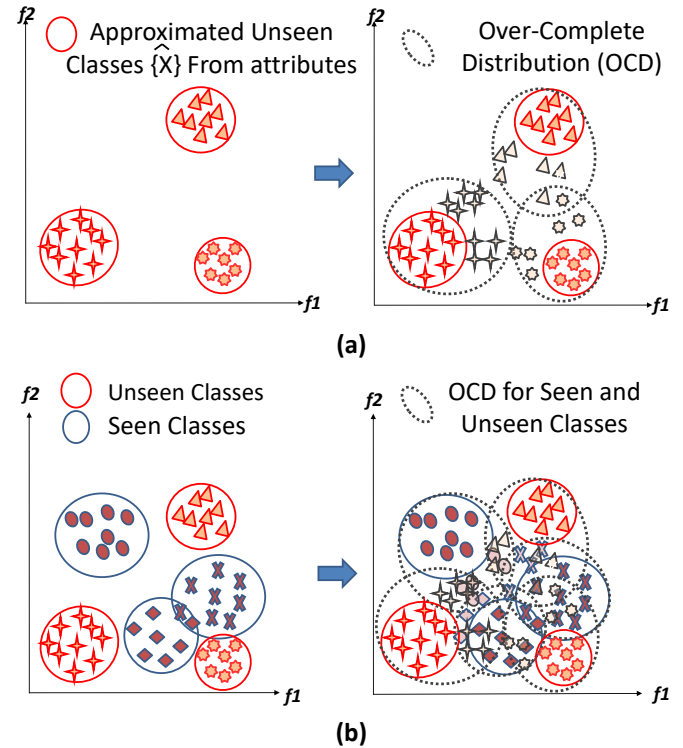 f2
Approximated Unseen
Classes {X̂} From attributes
f1
f2
Over-Complete
Distribution (OCD)
f1
(a)
f2
Unseen Classes
Seen Classes
f1
f2
OCD for Seen and
Unseen Classes
f1
(b)